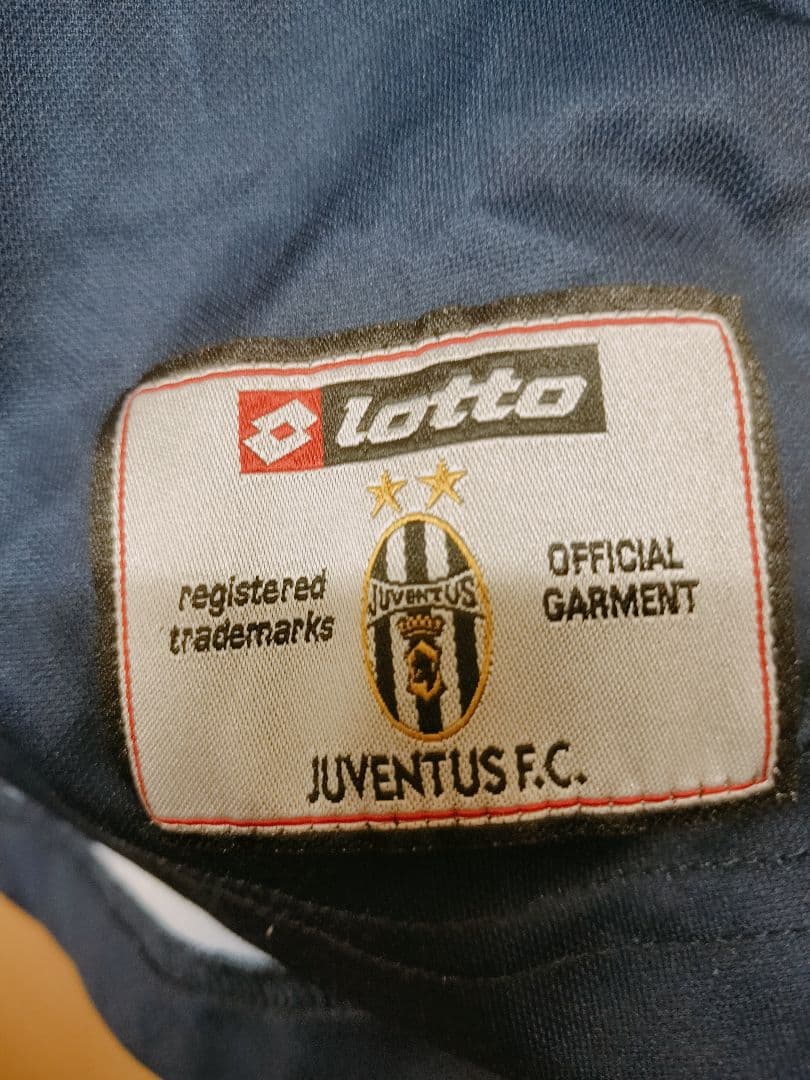 lotto
registered
trademarks
JUVENTUS
OFFICIAL
GARMENT
JUVENTUS F.C.